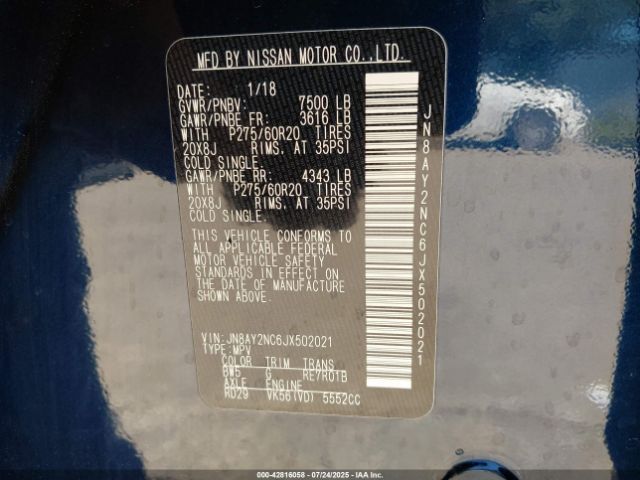 MFD BY NISSAN MOTOR CO.,LTD.
DATE: 1/18
GVWR/PNBV: 7500 LB
GAWR/PNBE FR: 3616 LB
WITH P275/60R20 TIRES
20X8J RIMS, AT 35PSI
COLD SINGLE
GAWR/PNBE RR: 4343 LB
WITH P275/60R20 TIRES
20X8J RIMS, AT 35PSI
COLD SINGLE.
THIS VEHICLE CONFORMS TO
ALL APPLICABLE FEDERAL
MOTOR VEHICLE SAFETY
STANDARDS IN EFFECT ON
THE DATE OF MANUFACTURE
SHOWN ABOVE.
VIN: JN8AY2NC6JX502021
TYPE: MPV
COLOR TRIM TRANS
BW5 G RE7R01B
AXLE ENGINE
RD29 VK56(VD) 5552CC
JN8AY2NC6JX502021
000-42816058 - 07/24/2025 - IAAI.COM